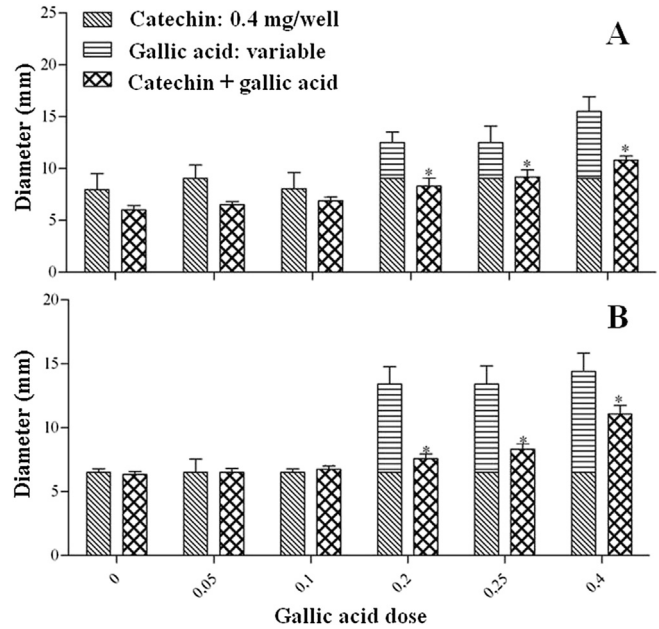 25
20
15
10
5
0
Diameter (mm)
Catechin: 0.4 mg/well
Gallic acid: variable
Catechin + gallic acid
A
* * *
20
15
10
5
0
Diameter (mm)
B
* * *
0 0.05 0.1 0.2 0.25 0.4
Gallic acid dose